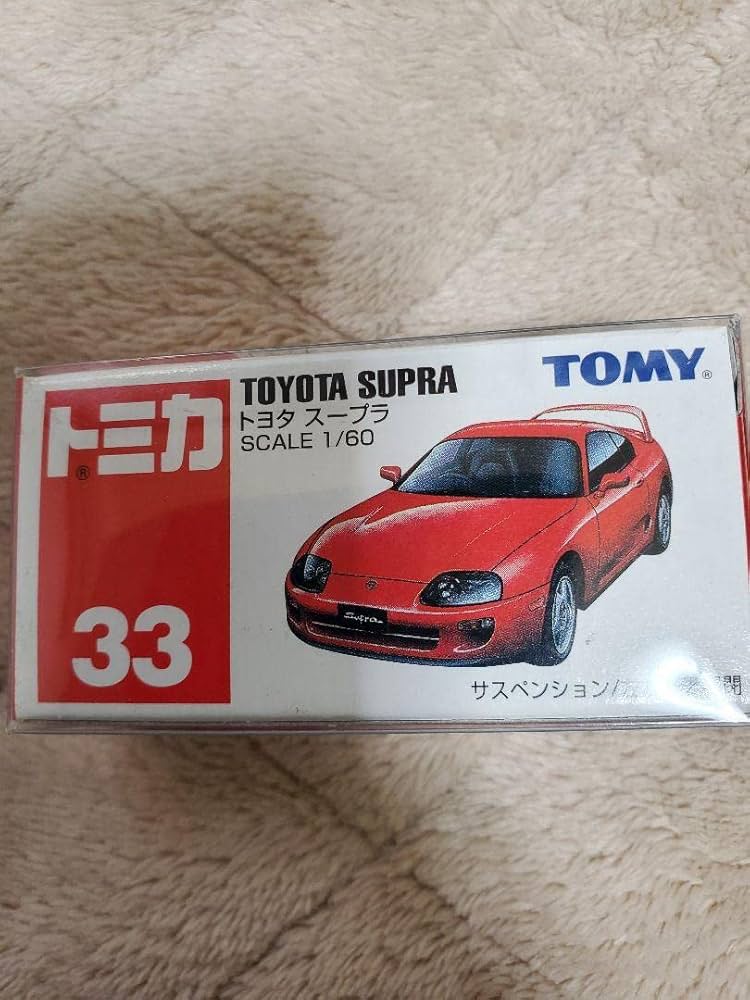 トミカ®
33
TOYOTA SUPRA
トヨタ スープラ
SCALE 1/60
TOMY®
Supra
サスペンション/
閉